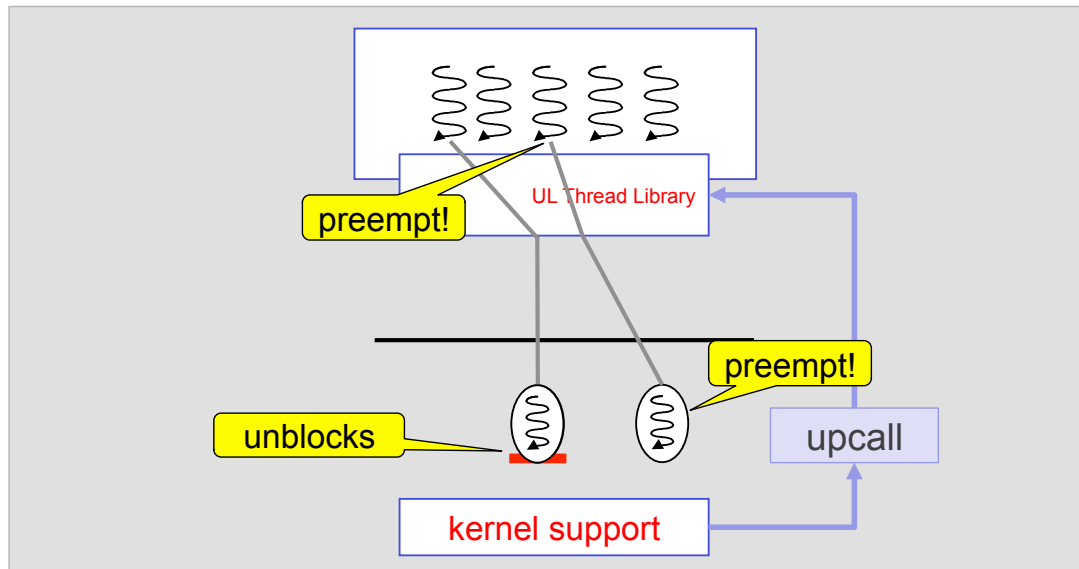 UL Thread Library
preempt!
preempt!
unblocks
upcall
kernel support